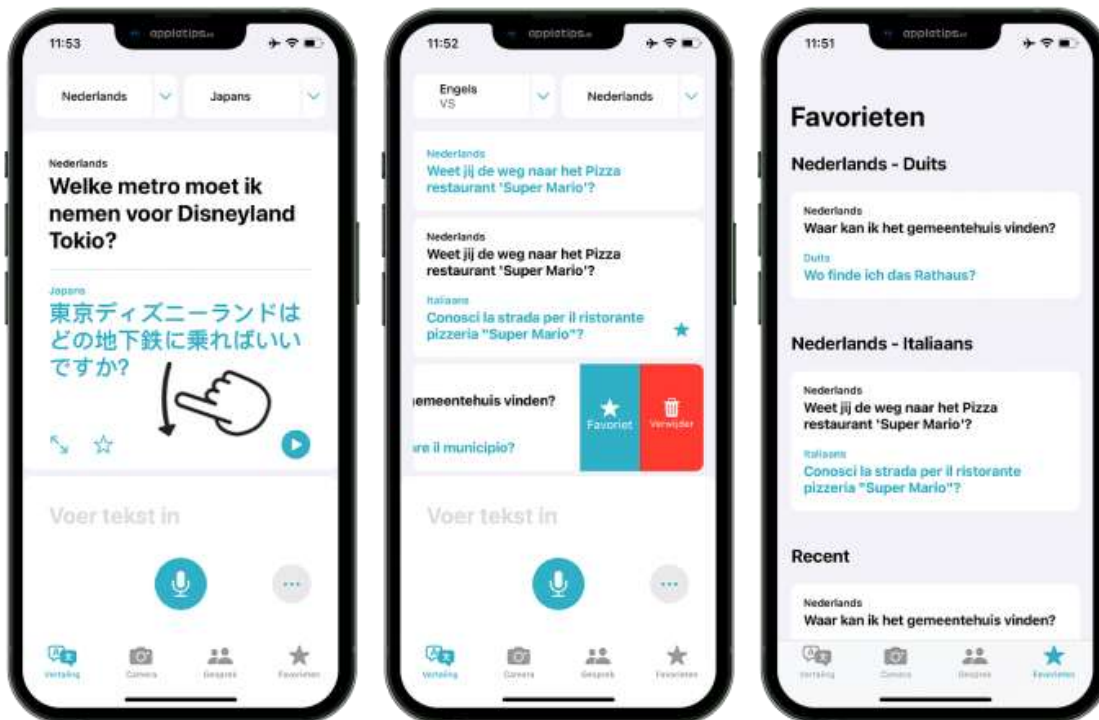 11:53
appletips.nl
Nederlands
Japans
Nederlands
Welke metro moet ik
nemen voor Disneyland
Tokio?
Japans
東京ディズニーランドは
どの地下鉄に乗ればいい
ですか?
Voer tekst in
Vertaling
Camera
Gesprek
Favorieten
11:52
appletips.nl
Engels
VS
Nederlands
Nederlands
Weet jij de weg naar het Pizza
restaurant 'Super Mario'?
Nederlands
Weet jij de weg naar het Pizza
restaurant 'Super Mario'?
Italiaans
Conosci la strada per il ristorante
pizzeria "Super Mario"?
emeentehuis vinden?
re il municipio?
Favoriet
Verwijder
Voer tekst in
Vertaling
Camera
Gesprek
Favorieten
11:51
appletips.nl
Favorieten
Nederlands - Duits
Nederlands
Waar kan ik het gemeentehuis vinden?
Duits
Wo finde ich das Rathaus?
Nederlands - Italiaans
Nederlands
Weet jij de weg naar het Pizza
restaurant 'Super Mario'?
Italiaans
Conosci la strada per il ristorante
pizzeria "Super Mario"?
Recent
Nederlands
Waar kan ik het gemeentehuis vinden?
Vertaling
Camera
Gesprek
Favorieten